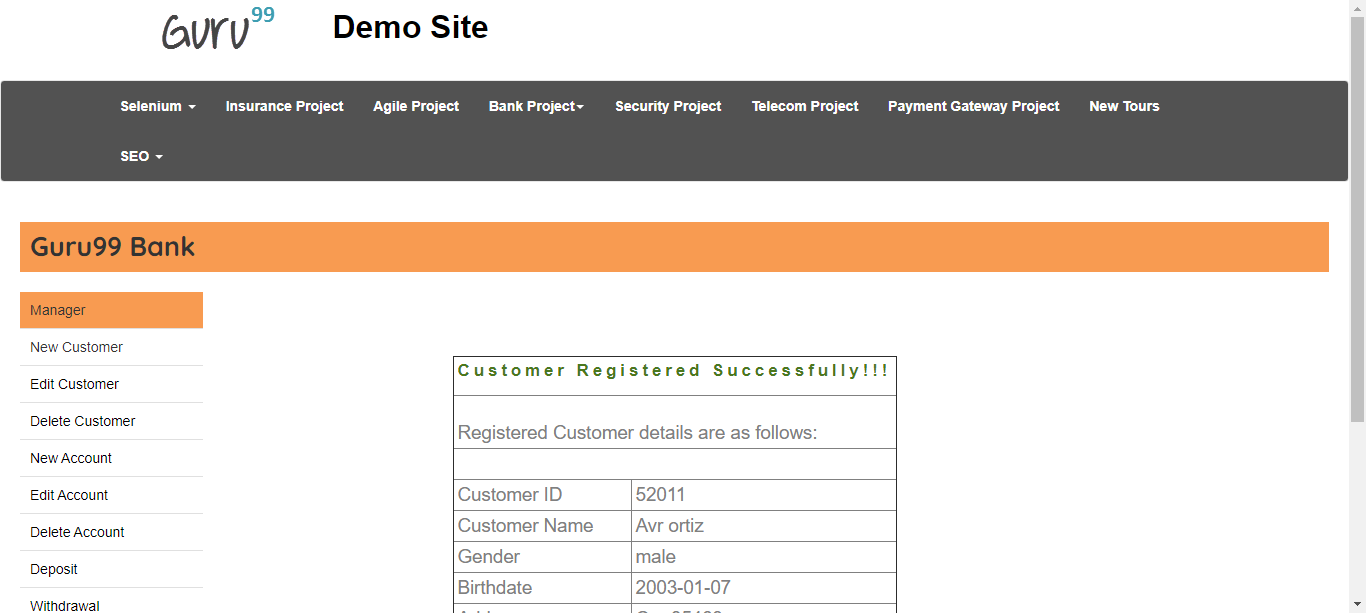 Guru99 Demo Site
Selenium Insurance Project Agile Project Bank Project Security Project Telecom Project Payment Gateway Project New Tours
SEO
Guru99 Bank
Manager
New Customer
Edit Customer
Delete Customer
New Account
Edit Account
Delete Account
Deposit
Withdrawal
Customer Registered Successfully!!!
Registered Customer details are as follows:
Customer ID 52011
Customer Name Avr ortiz
Gender male
Birthdate 2003-01-07